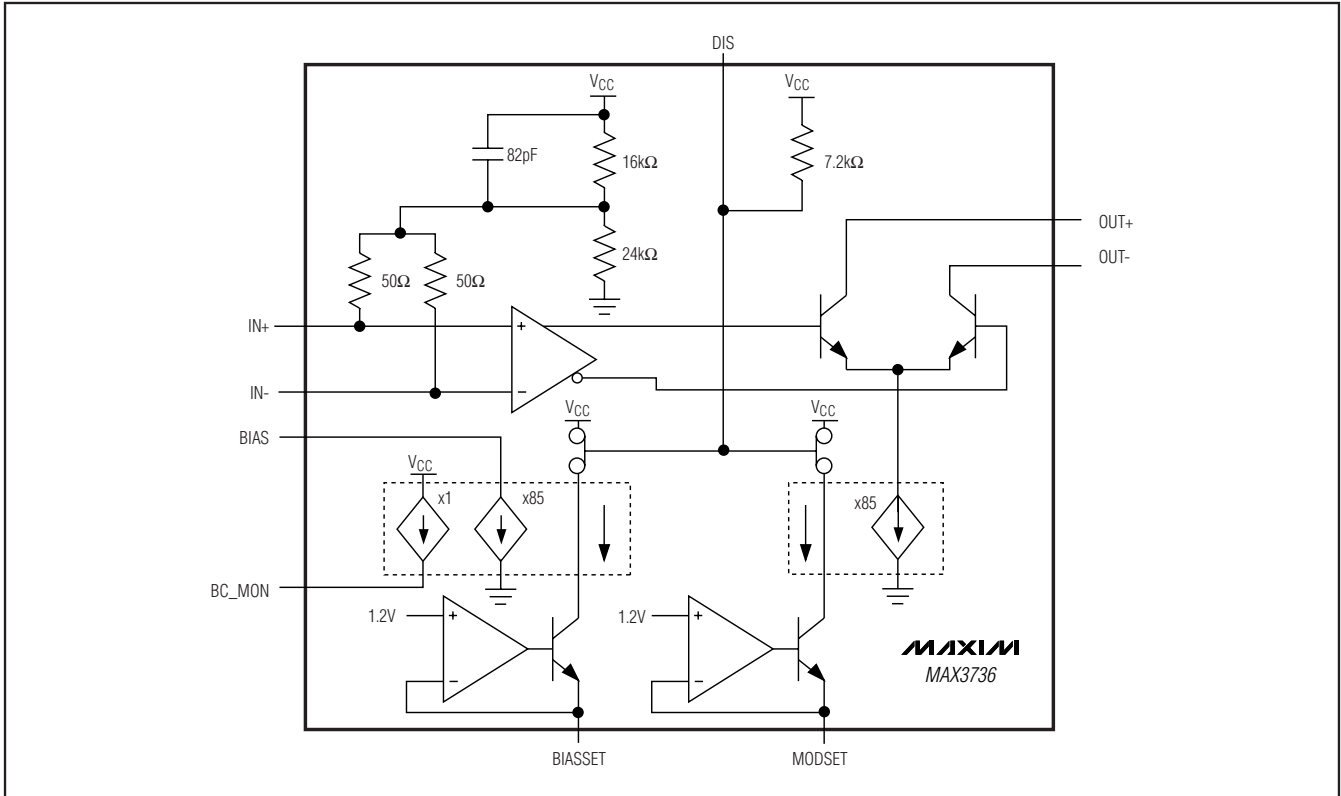 DIS
VCC
VCC
82pF
16kΩ
7.2kΩ
OUT+
24kΩ
OUT-
50Ω
50Ω
IN+
+
IN-
−
VCC
VCC
BIAS
VCC
x1
x85
x85
BC_MON
1.2V
+
1.2V
+
MAXIM
−
−
MAX3736
BIASSET
MODSET